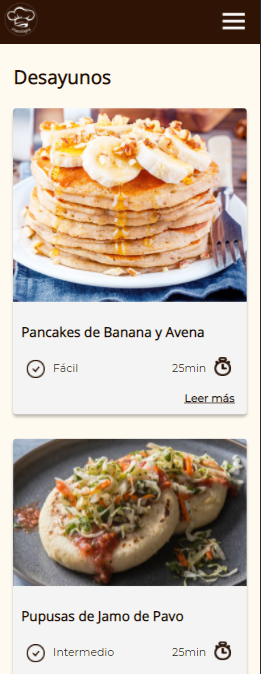 Desayunos
Pancakes de Banana y Avena
Fácil 25min
Leer más
Pupusas de Jamo de Pavo
Intermedio 25min